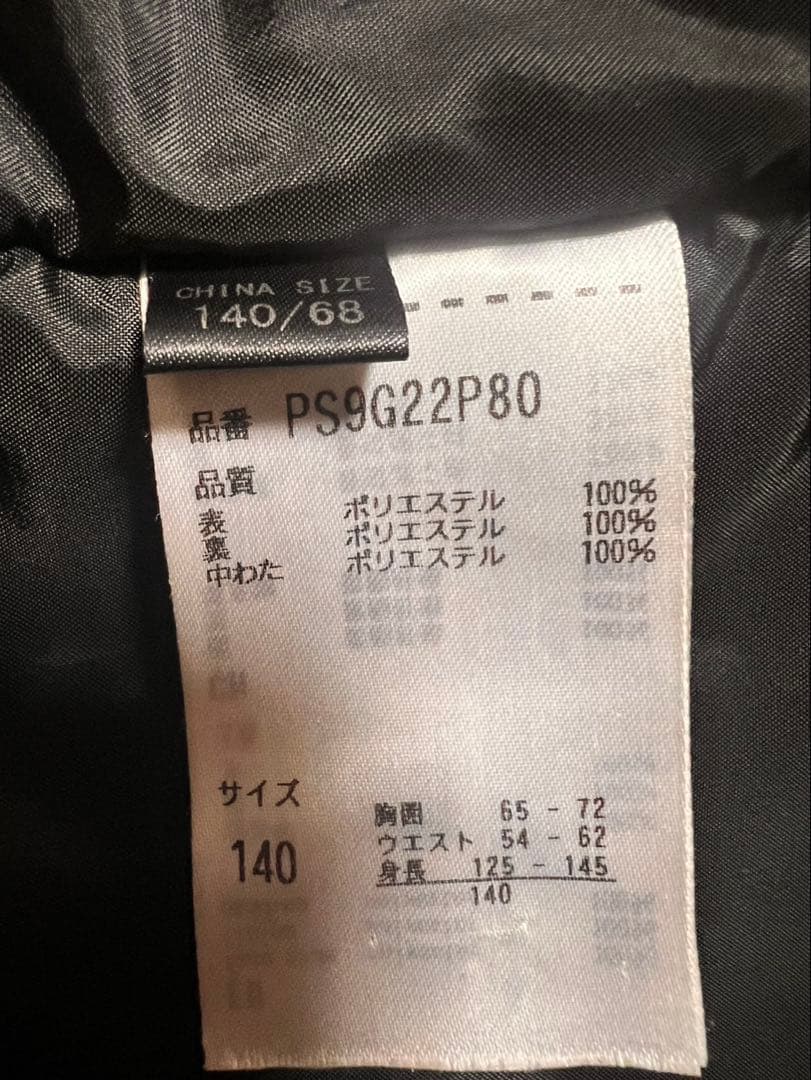 CHINA SIZE
140/68
品番 PS9G22P80
品質
表 ポリエステル 100%
裏 ポリエステル 100%
中わた ポリエステル 100%
サイズ
140
胸囲 65 - 72
ウエスト 54 - 62
身長 125 - 145
140